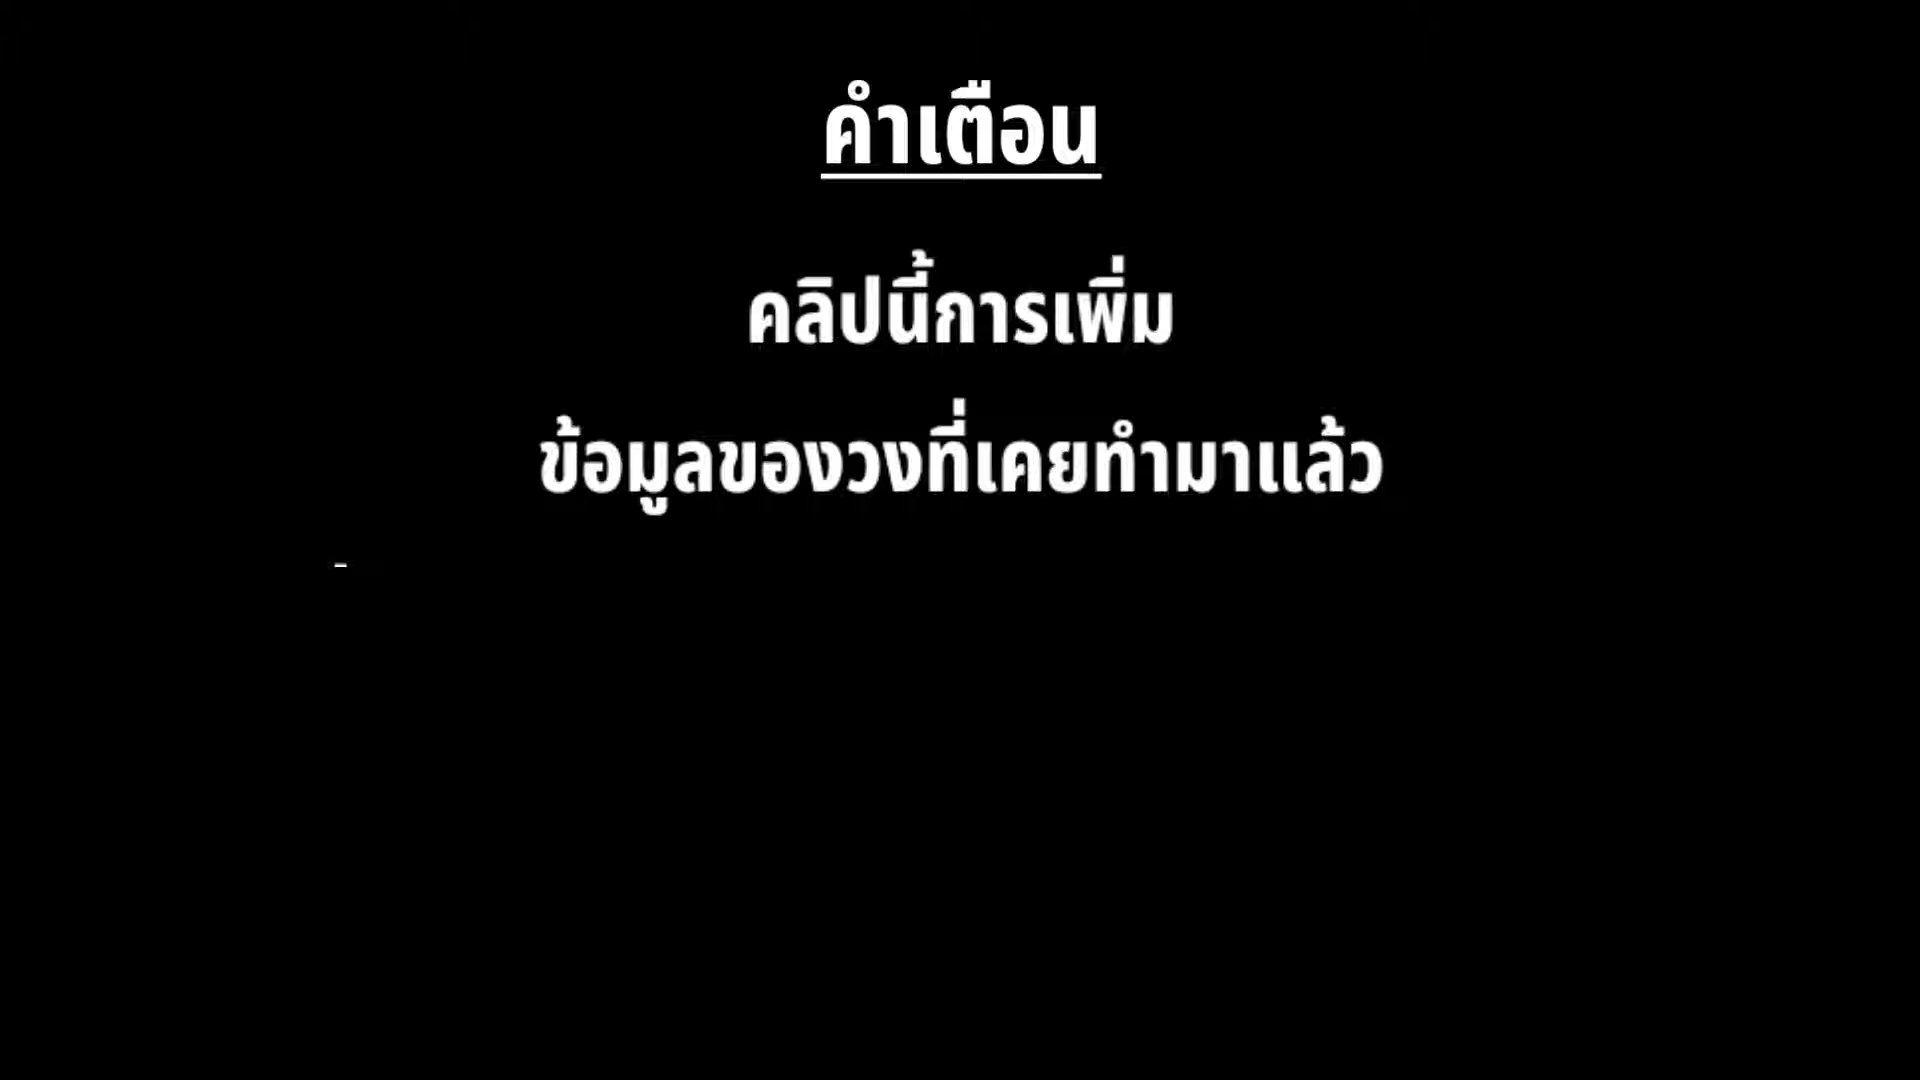 คำเตือน
คลิปนี้การเพิ่ม
ข้อมูลของวงที่เคยทำมาแล้ว
-